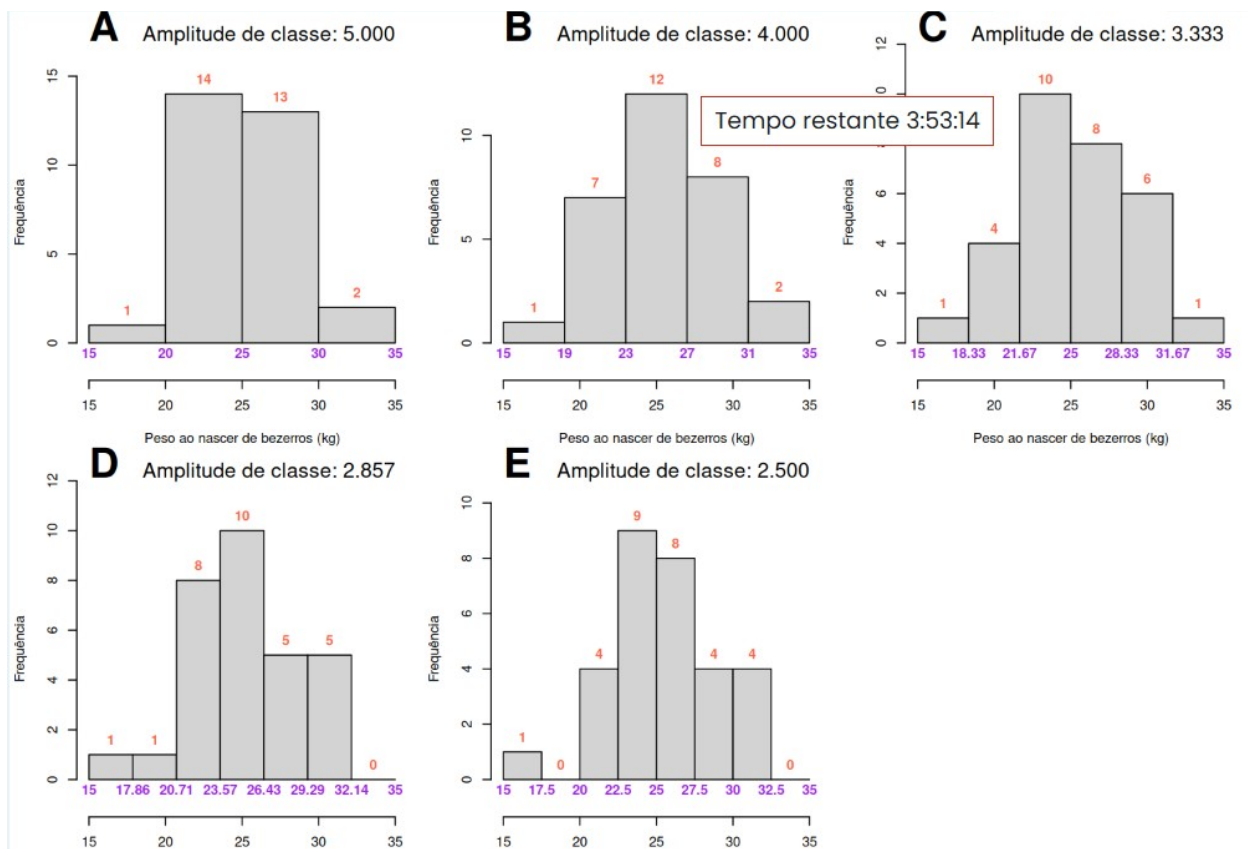 A Amplitude de classe: 5.000
15
10
5
0
Frequência
14
13
1
2
15 20 25 30 35
15 20 25 30 35
Peso ao nascer de bezerros (kg)
B Amplitude de classe: 4.000
10
5
0
Frequência
12
7
8
1
2
15 19 23 27 31 35
15 20 25 30 35
Peso ao nascer de bezerros (kg)
Tempo restante 3:53:14
C Amplitude de classe: 3.333
12
0
6
4
2
0
Frequência
10
8
6
4
1
1
15 18.33 21.67 25 28.33 31.67 35
15 20 25 30 35
Peso ao nascer de bezerros (kg)
D Amplitude de classe: 2.857
12
10
8
6
4
2
0
Frequência
10
8
5 5
1 1
0
15 17.86 20.71 23.57 26.43 29.29 32.14 35
15 20 25 30 35
E Amplitude de classe: 2.500
10
8
6
4
2
0
Frequência
9
8
4
4 4
1
0
0
15 17.5 20 22.5 25 27.5 30 32.5 35
15 20 25 30 35